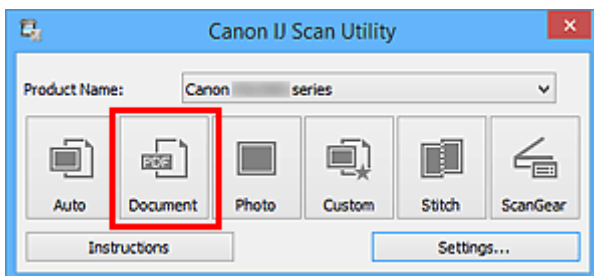 Canon IJ Scan Utility
Product Name: Canon series
PDF
Auto Document Photo Custom Stitch ScanGear
Instructions Settings...